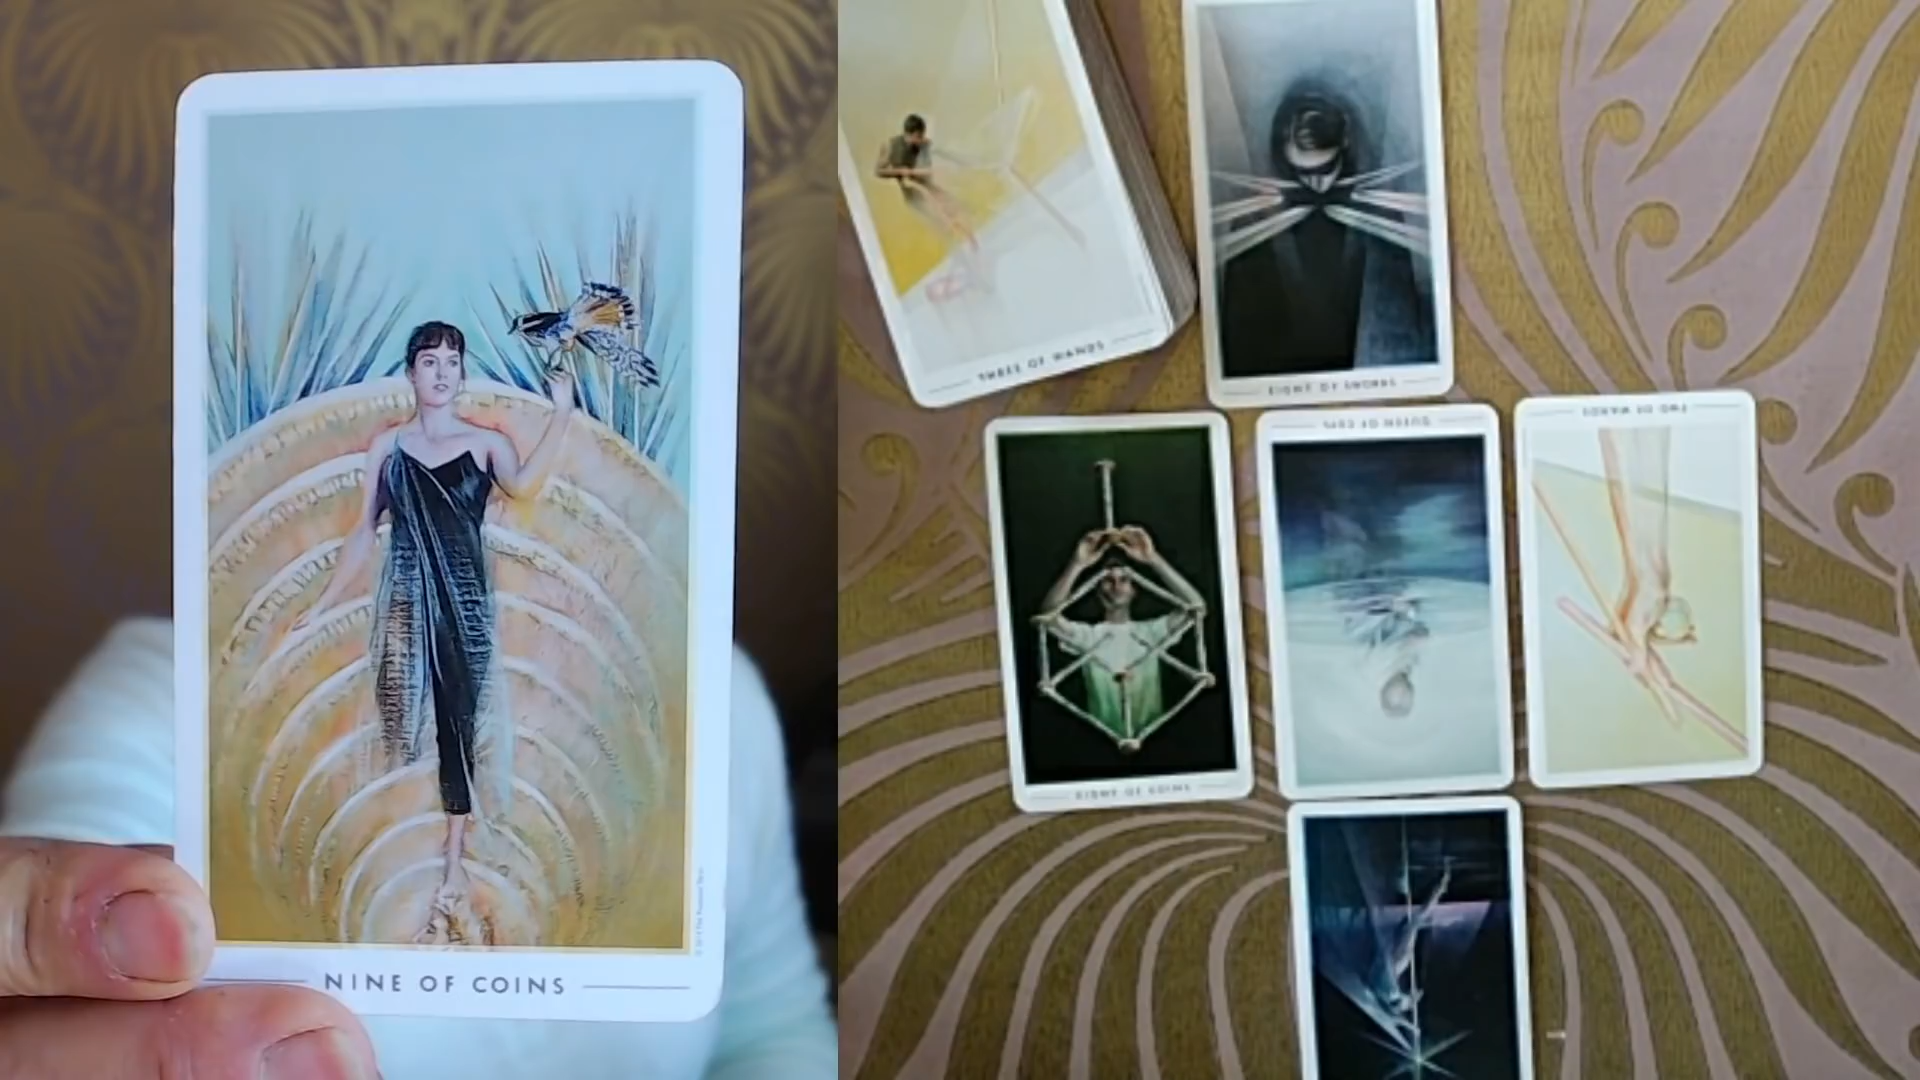 NINE OF COINS
THREE OF WANDS
EIGHT OF SWORDS
QUEEN OF CUPS
TWO OF WANDS
EIGHT OF COINS